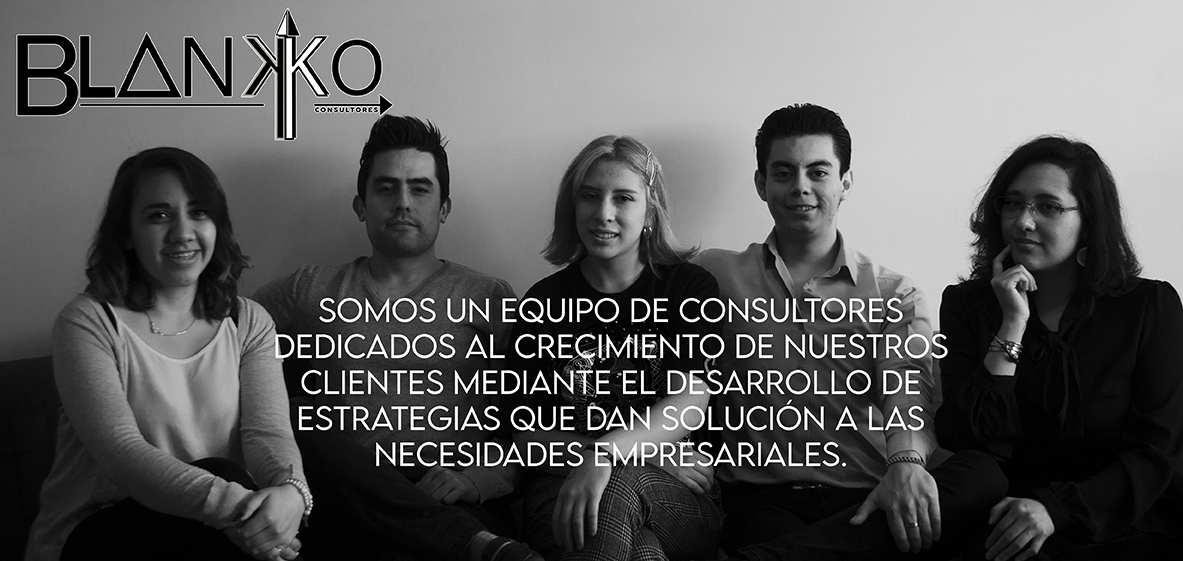 BLANKKO
CONSULTORES
SOMOS UN EQUIPO DE CONSULTORES
DEDICADOS AL CRECIMIENTO DE NUESTROS
CLIENTES MEDIANTE EL DESARROLLO DE
ESTRATEGIAS QUE DAN SOLUCIÓN A LAS
NECESIDADES EMPRESARIALES.